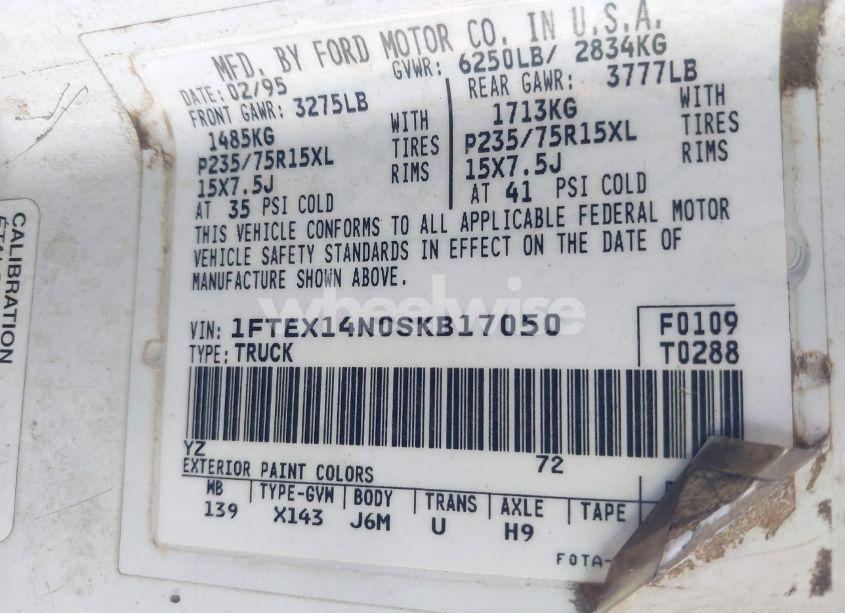 MFD. BY FORD MOTOR CO. IN U.S.A.
DATE: 02/95 GVWR: 6250LB/ 2834KG
FRONT GAWR: 3275LB REAR GAWR: 3777LB
1485KG WITH 1713KG WITH
P235/75R15XL TIRES P235/75R15XL TIRES
15X7.5J RIMS 15X7.5J RIMS
AT 35 PSI COLD AT 41 PSI COLD
THIS VEHICLE CONFORMS TO ALL APPLICABLE FEDERAL MOTOR
VEHICLE SAFETY STANDARDS IN EFFECT ON THE DATE OF
MANUFACTURE SHOWN ABOVE.
wheelwise
VIN: 1FTEX14N0SKB17050 F0109
TYPE: TRUCK T0288
YZ 72
EXTERIOR PAINT COLORS
WB TYPE-GVW BODY TRANS AXLE TAPE
139 X143 J6M U H9
FOTA-
CALIBRATION